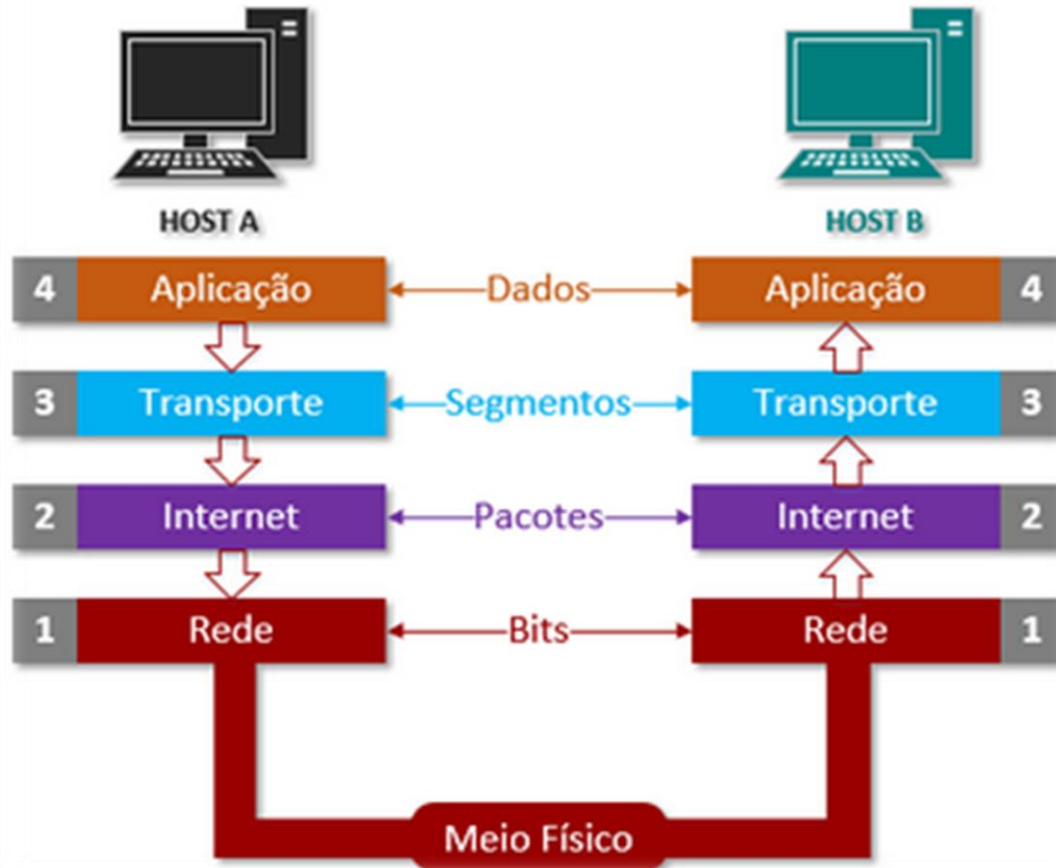 HOST A HOST B
4 Aplicação Dados Aplicação 4
3 Transporte Segmentos Transporte 3
2 Internet Pacotes Internet 2
1 Rede Bits Rede 1
Meio Físico